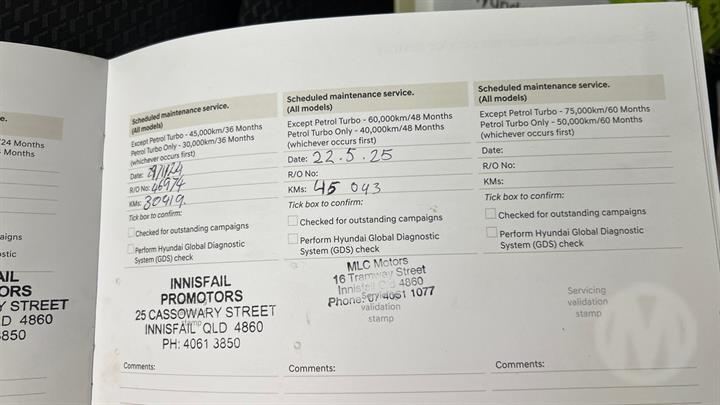 e.
/24 Months
Months
aigns
ostic
AIL
ORS
Y STREET
D 4860
3850
Scheduled maintenance service.
(All models)
Except Petrol Turbo - 45,000km/36 Months
Petrol Turbo Only - 30,000km/36 Months
(whichever occurs first)
Date:
R/O No: 46974
KMs: 30419
Tick box to confirm:
Checked for outstanding campaigns
Perform Hyundai Global Diagnostic
System (GDS) check
INNISFAIL
PROMOTORS
25 CASSOWARY STREET
INNISFAIL QLD 4860
PH: 4061 3850
stamp
Comments:
Scheduled maintenance service.
(All models)
Except Petrol Turbo - 60,000km/48 Months
Petrol Turbo Only - 40,000km/48 Months
(whichever occurs first)
Date: 22.5.25
R/O No:
KMs: 45 043
Tick box to confirm:
Checked for outstanding campaigns
Perform Hyundai Global Diagnostic
System (GDS) check
MLC Motors
16 Tramway Street
Innisfail 4860
Phone: 4061 1077
validation
stamp
Comments:
Scheduled maintenance service.
(All models)
Except Petrol Turbo - 75,000km/60 Months
Petrol Turbo Only - 50,000km/60 Months
(whichever occurs first)
Date:
R/O No:
KMs:
Tick box to confirm:
Checked for outstanding campaigns
Perform Hyundai Global Diagnostic
System (GDS) check
Servicing
validation
stamp
Comments:
M